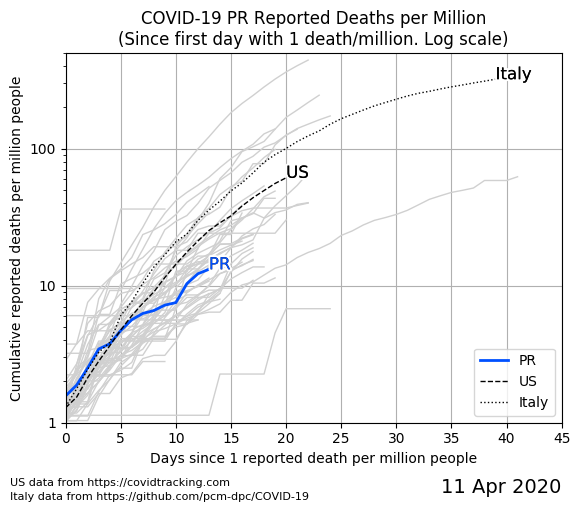 COVID-19 PR Reported Deaths per Million
(Since first day with 1 death/million. Log scale)
Cumulative reported deaths per million people
100
10
1
Italy
US
PR
PR
US
Italy
0 5 10 15 20 25 30 35 40 45
Days since 1 reported death per million people
US data from https://covidtracking.com
Italy data from https://github.com/pcm-dpc/COVID-19
11 Apr 2020